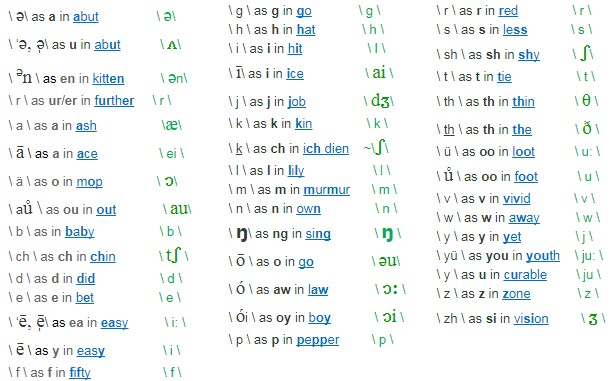 \ ə\ as a in abut \ ə\
\ ˈə, ˌə\ as u in abut \ ʌ\
\ ᵊn \ as en in kitten \ ən\
\ r \ as ur/er in further \ r \
\ a \ as a in ash \æ\
\ ā \ as a in ace \ ei \
\ ä \ as o in mop \ ɔ\
\ au̇ \ as ou in out \ au\
\ b \ as in baby \ b \
\ ch \ as ch in chin \ tʃ \
\ d \ as d in did \ d \
\ e \ as e in bet \ e \
\ ˈē, ˌē\ as ea in easy \ i: \
\ ē \ as y in easy \ i \
\ f \ as f in fifty \ f \
\ g \ as g in go \ g \
\ h \ as h in hat \ h \
\ i \ as i in hit \ I \
\ ī \ as i in ice \ ai \
\ j \ as j in job \ dʒ \
\ k \ as k in kin \ k \
\ k \ as ch in ich dien ~\ʃ\
\ l \ as l in lily \ l \
\ m \ as m in murmur \ m \
\ n \ as n in own \ n \
\ ŋ\ as ng in sing \ ŋ \
\ ō \ as o in go \ əu\
\ ó \ as aw in law \ ɔː \
\ ói \ as oy in boy \ ɔi \
\ p \ as p in pepper \ p \
\ r \ as r in red \ r \
\ s \ as s in less \ s \
\ sh \ as sh in shy \ ʃ \
\ t \ as t in tie \ t \
\ th \ as th in thin \ θ \
\ th \ as th in the \ ð \
\ ü \ as oo in loot \ u: \
\ u̇ \ as oo in foot \ u \
\ v \ as v in vivid \ v \
\ w \ as w in away \ w \
\ y \ as y in yet \ j \
\ yü \ as you in youth \ ju: \
\ y \ as u in curable \ ju \
\ z \ as z in zone \ z \
\ zh \ as si in vision \ ʒ \